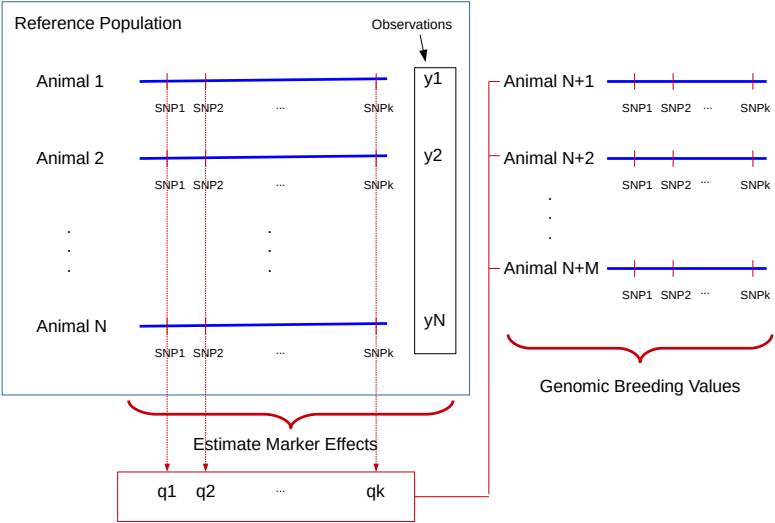 Reference Population
Observations
Animal 1
y1
SNP1 SNP2 ... SNPk
Animal 2
y2
SNP1 SNP2 ... SNPk
. .
. .
. .
Animal N
yN
SNP1 SNP2 ... SNPk
Estimate Marker Effects
q1 q2 ... qk
Animal N+1
SNP1 SNP2 ... SNPk
Animal N+2
SNP1 SNP2 ... SNPk
.
.
.
Animal N+M
SNP1 SNP2 ... SNPk
Genomic Breeding Values